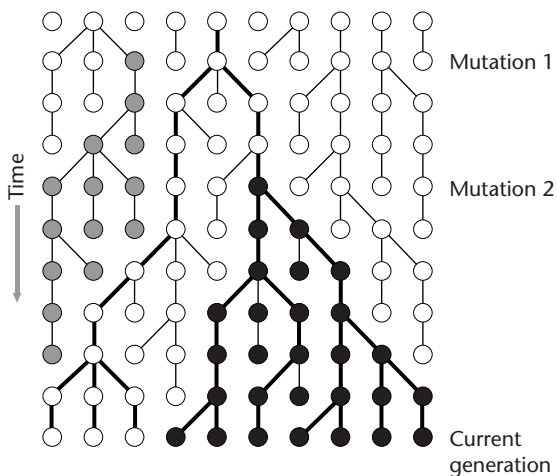 Mutation 1
Time
Mutation 2
Current
generation